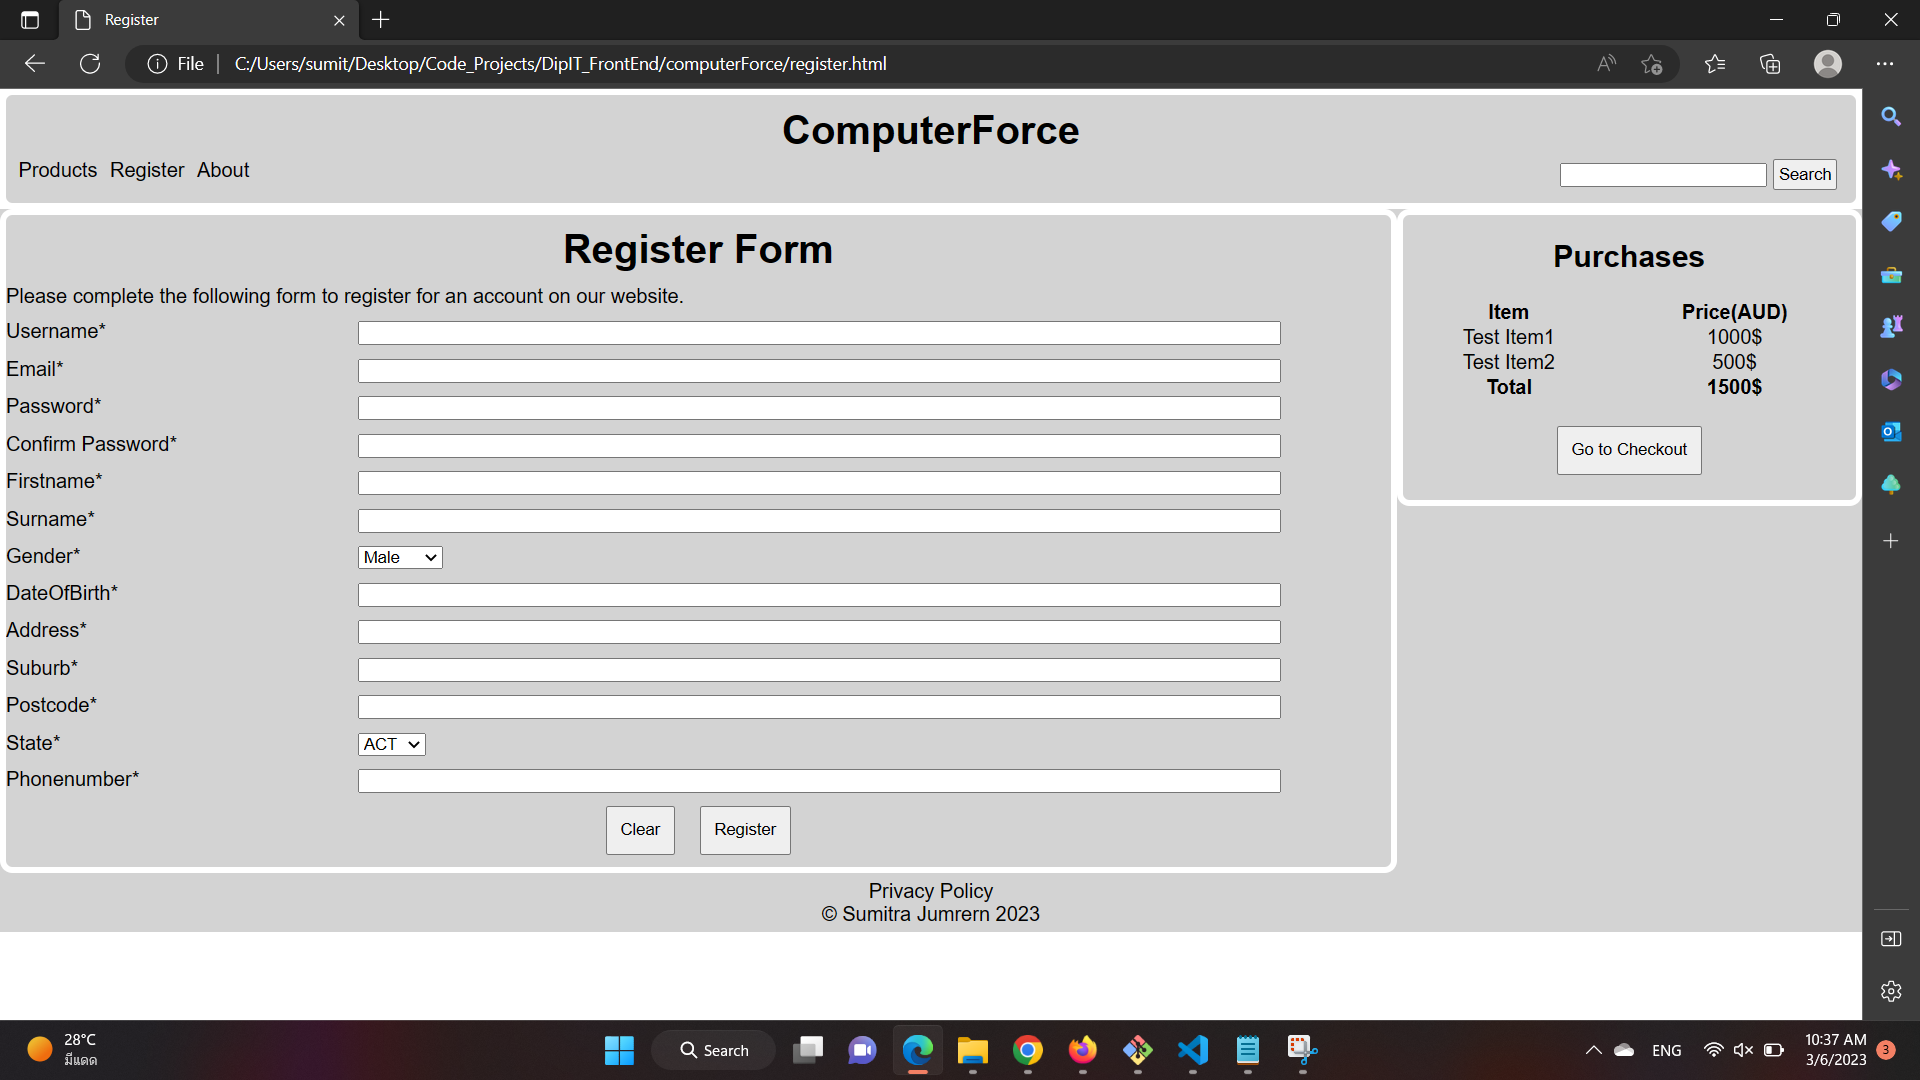 Register
File
C:/Users/sumit/Desktop/Code_Projects/DipIT_FrontEnd/computerForce/register.html
ComputerForce
Products Register About
Search
Register Form
Please complete the following form to register for an account on our website.
Username*
Email*
Password*
Confirm Password*
Firstname*
Surname*
Gender* Male
DateOfBirth*
Address*
Suburb*
Postcode*
State* ACT
Phonenumber*
Clear Register
Purchases
Item Price(AUD)
Test Item1 1000$
Test Item2 500$
Total 1500$
Go to Checkout
Privacy Policy
© Sumitra Jumrern 2023
28°C
มีแดด
Search
ENG
10:37 AM
3/6/2023
3